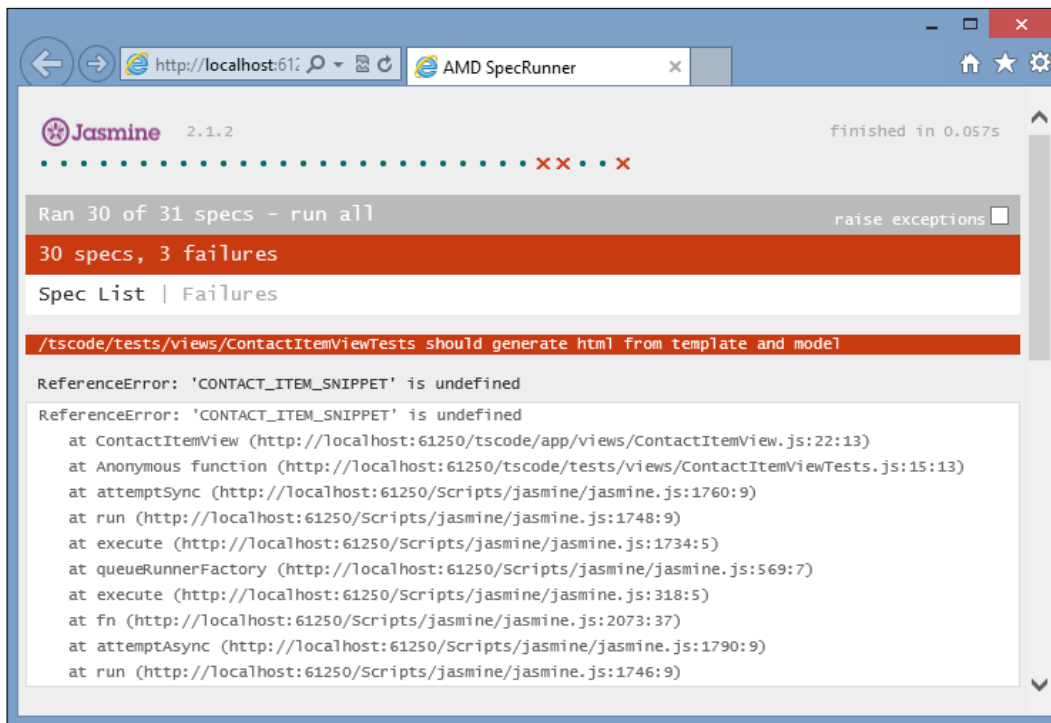 http://localhost:612
AMD SpecRunner
Jasmine 2.1.2
finished in 0.057s
Ran 30 of 31 specs - run all
raise exceptions
30 specs, 3 failures
Spec List | Failures
/tscode/tests/views/ContactItemViewTests should generate html from template and model
ReferenceError: 'CONTACT_ITEM_SNIPPET' is undefined
ReferenceError: 'CONTACT_ITEM_SNIPPET' is undefined
at ContactItemView (http://localhost:61250/tscode/app/views/ContactItemView.js:22:13)
at Anonymous function (http://localhost:61250/tscode/tests/views/ContactItemViewTests.js:15:13)
at attemptSync (http://localhost:61250/Scripts/jasmine/jasmine.js:1760:9)
at run (http://localhost:61250/Scripts/jasmine/jasmine.js:1748:9)
at execute (http://localhost:61250/Scripts/jasmine/jasmine.js:1734:5)
at queueRunnerFactory (http://localhost:61250/Scripts/jasmine/jasmine.js:569:7)
at execute (http://localhost:61250/Scripts/jasmine/jasmine.js:318:5)
at fn (http://localhost:61250/Scripts/jasmine/jasmine.js:2073:37)
at attemptAsync (http://localhost:61250/Scripts/jasmine/jasmine.js:1790:9)
at run (http://localhost:61250/Scripts/jasmine/jasmine.js:1746:9)